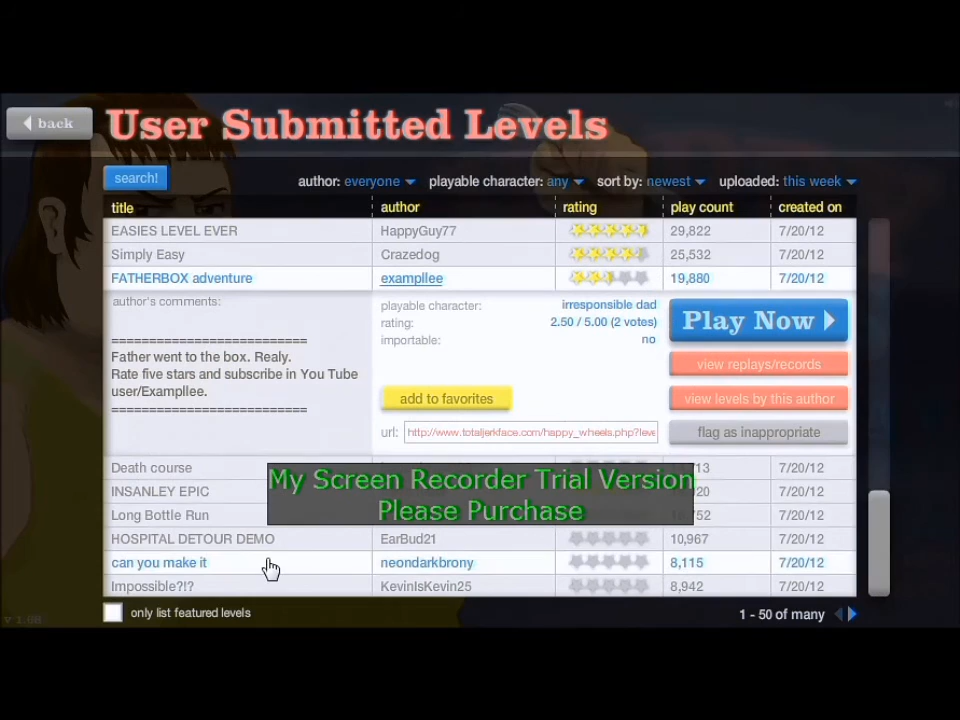 back
User Submitted Levels
search!
author: everyone playable character: any sort by: newest uploaded: this week
title author rating play count created on
EASIES LEVEL EVER HappyGuy77 29,822 7/20/12
Simply Easy Crazedog 25,532 7/20/12
FATHERBOX adventure exampllee 19,880 7/20/12
author's comments:
==========================
Father went to the box. Realy.
Rate five stars and subscribe in You Tube
user/Exampllee.
==========================
playable character: irresponsible dad
rating: 2.50 / 5.00 (2 votes)
importable: no
add to favorites
url: http://www.totaljerkface.com/happy_wheels.php?leve
Play Now
view replays/records
view levels by this author
flag as inappropriate
Death course 7/20/12
INSANLEY EPIC 7/20/12
Long Bottle Run 7/20/12
My Screen Recorder Trial Version
Please Purchase
HOSPITAL DETOUR DEMO EarBud21 10,967 7/20/12
can you make it neondarkbrony 8,115 7/20/12
Impossible?!? KevinIsKevin25 8,942 7/20/12
only list featured levels
1 - 50 of many